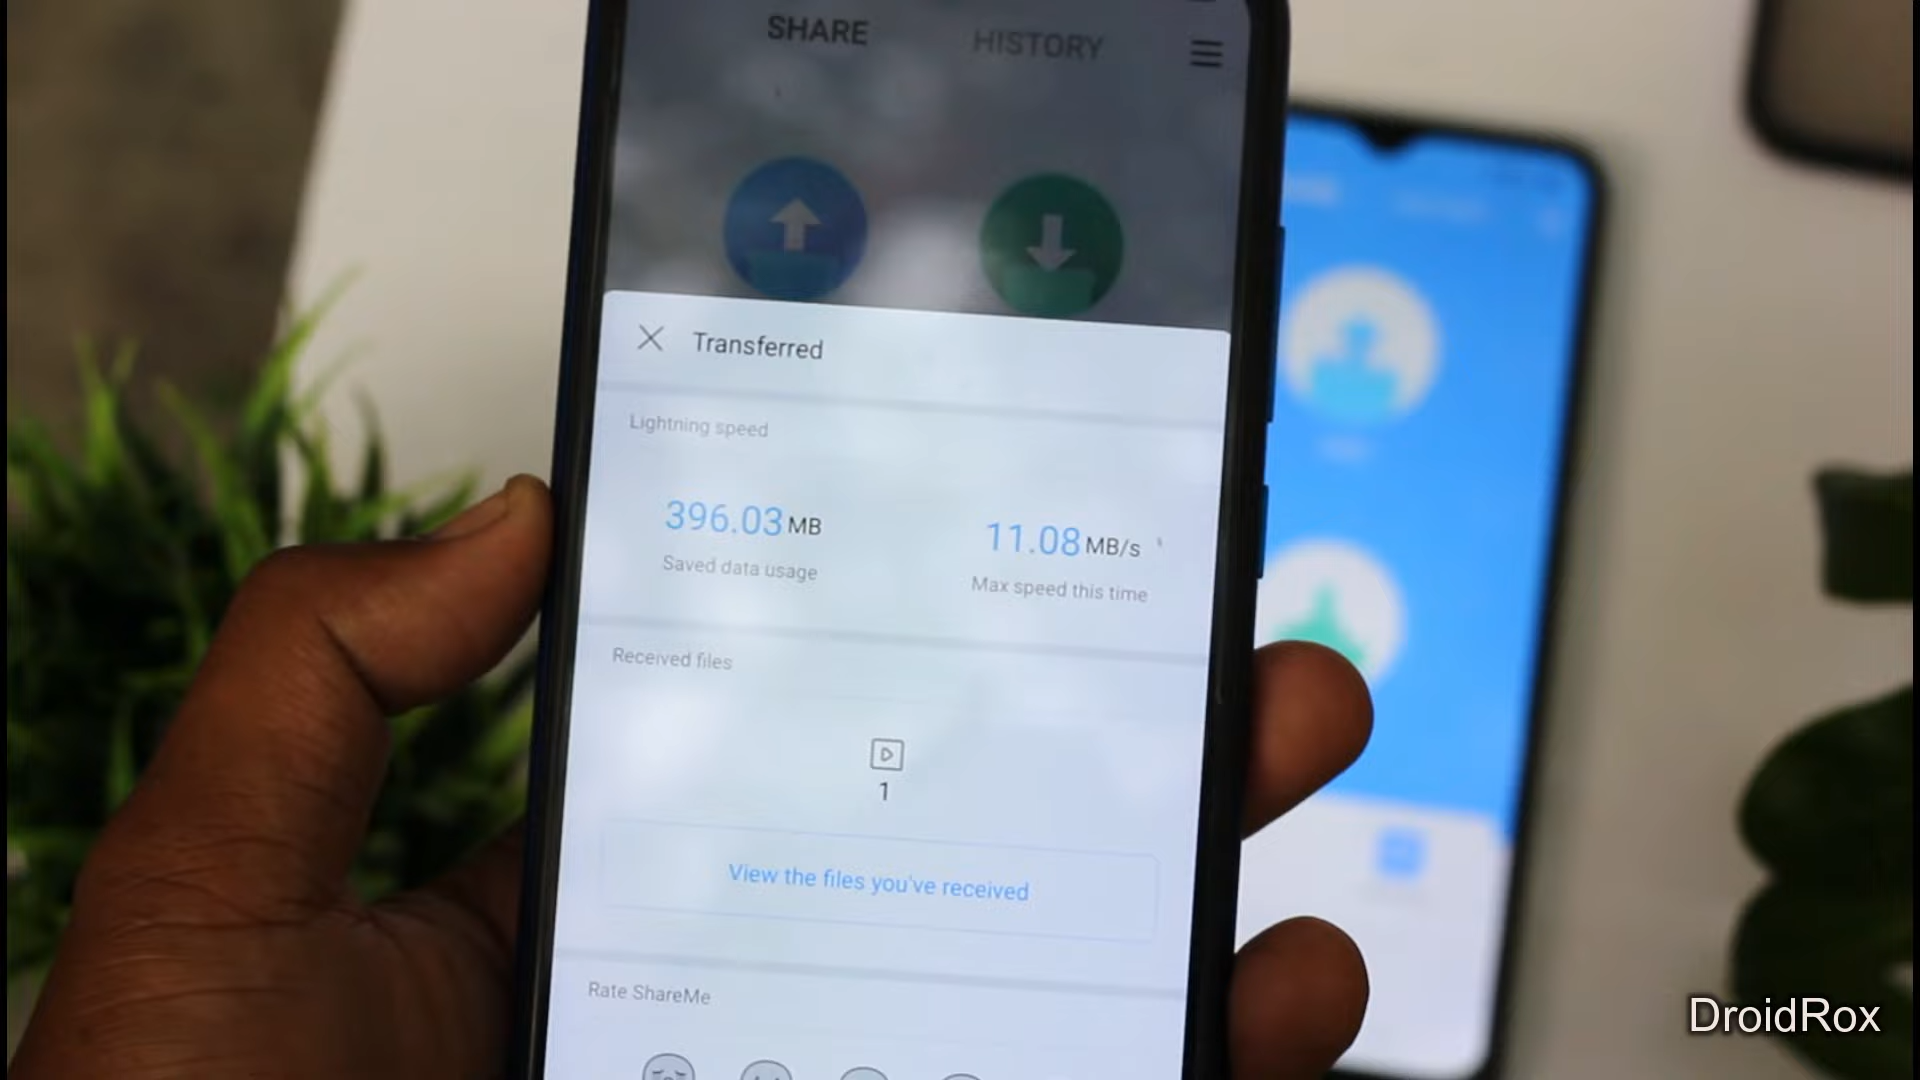 SHARE
HISTORY
Transferred
Lightning speed
396.03 MB
11.08 MB/s
Saved data usage
Max speed this time
Received files
1
View the files you've received
Rate ShareMe
DroidRox